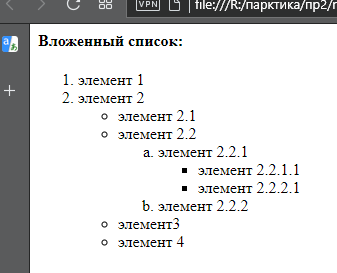 VPN file:///R:/парктика/пр2/
Вложенный список:
1. элемент 1
2. элемент 2
элемент 2.1
элемент 2.2
a. элемент 2.2.1
элемент 2.2.1.1
элемент 2.2.2.1
b. элемент 2.2.2
элемент3
элемент 4